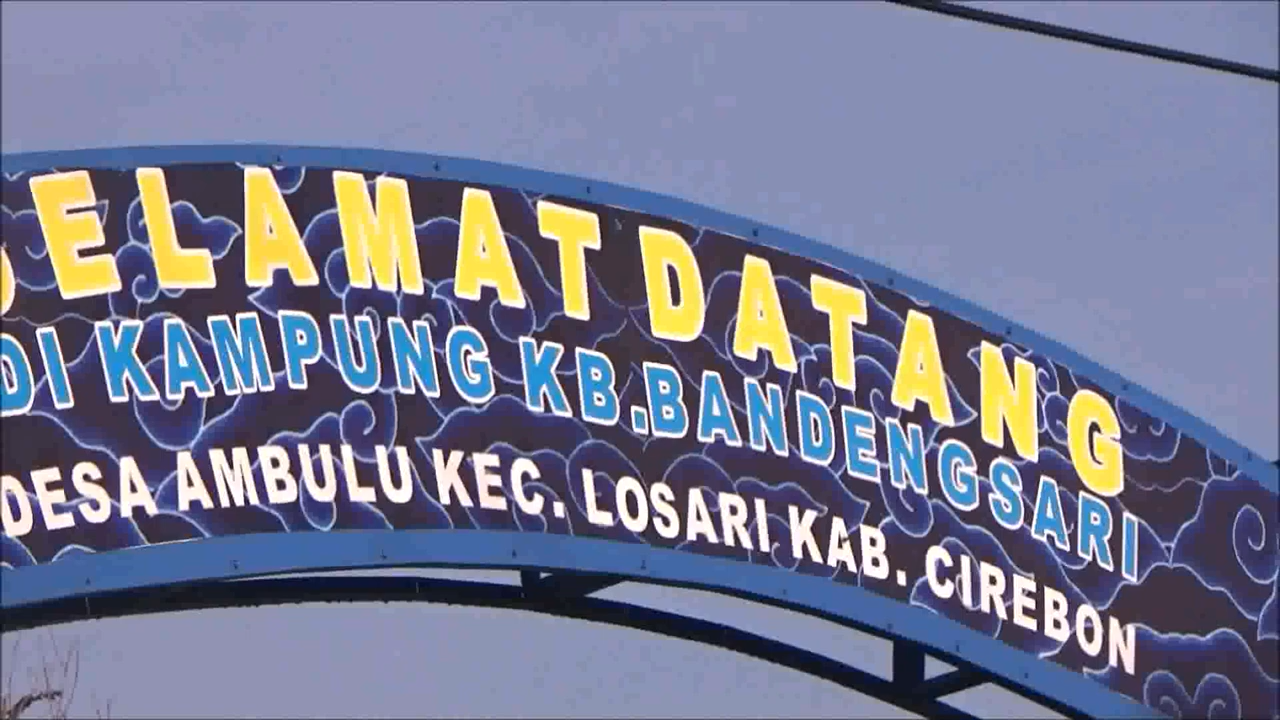 SELAMAT DATANG
DI KAMPUNG KB.BANDENGSARI
DESA AMBULU KEC. LOSARI KAB. CIREBON